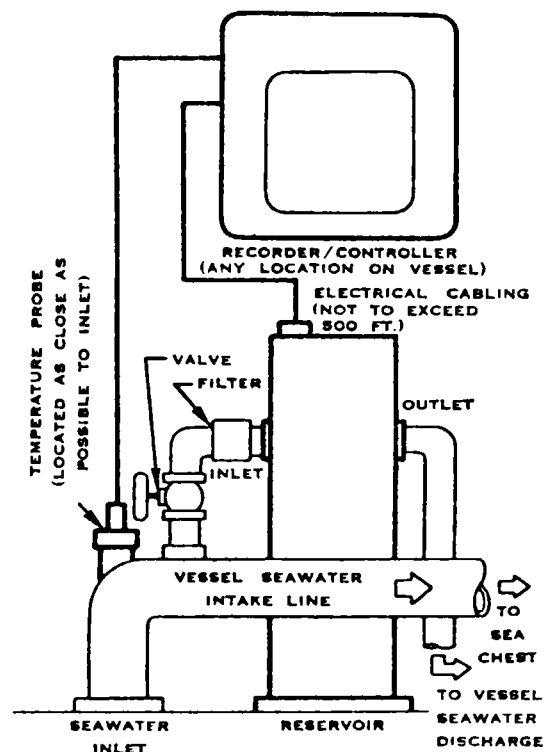 RECORDER/CONTROLLER
(ANY LOCATION ON VESSEL)
ELECTRICAL CABLING
(NOT TO EXCEED
500 FT.)
TEMPERATURE PROBE
(LOCATED AS CLOSE AS
POSSIBLE TO INLET)
VALVE
FILTER
INLET
OUTLET
VESSEL SEAWATER
INTAKE LINE
TO
SEA
CHEST
TO VESSEL
SEAWATER
DISCHARGE
SEAWATER
INLET
RESERVOIR